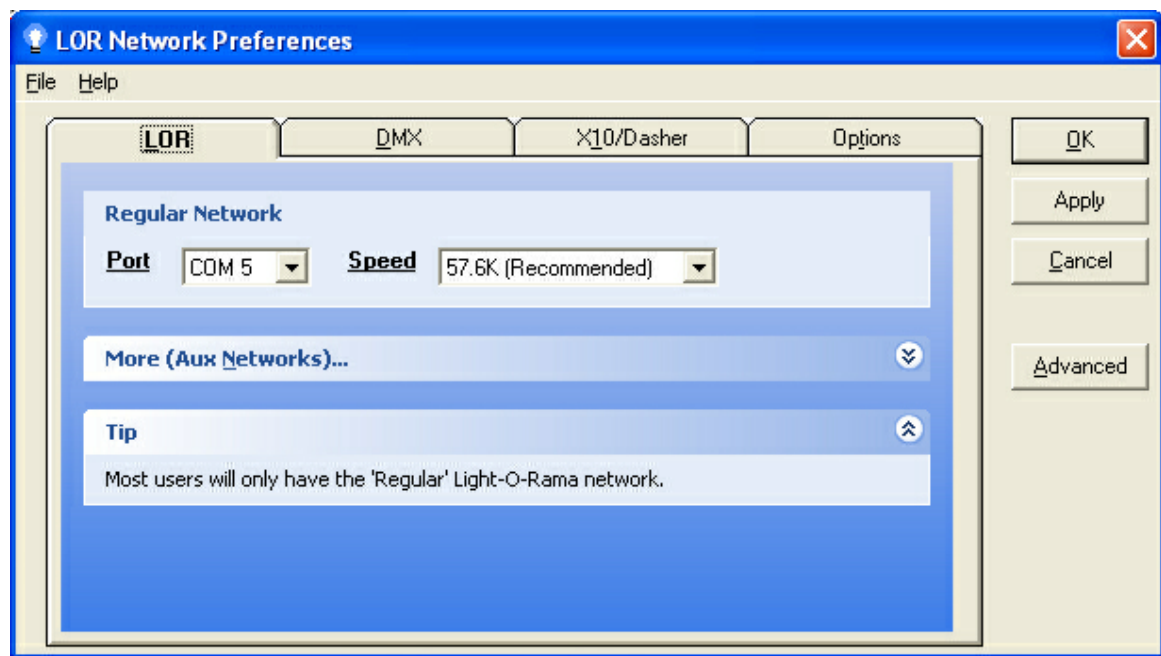 LOR Network Preferences
File Help
LOR DMX X10/Dasher Options
OK
Apply
Cancel
Advanced
Regular Network
Port COM 5 Speed 57.6K (Recommended)
More (Aux Networks)...
Tip
Most users will only have the 'Regular' Light-O-Rama network.